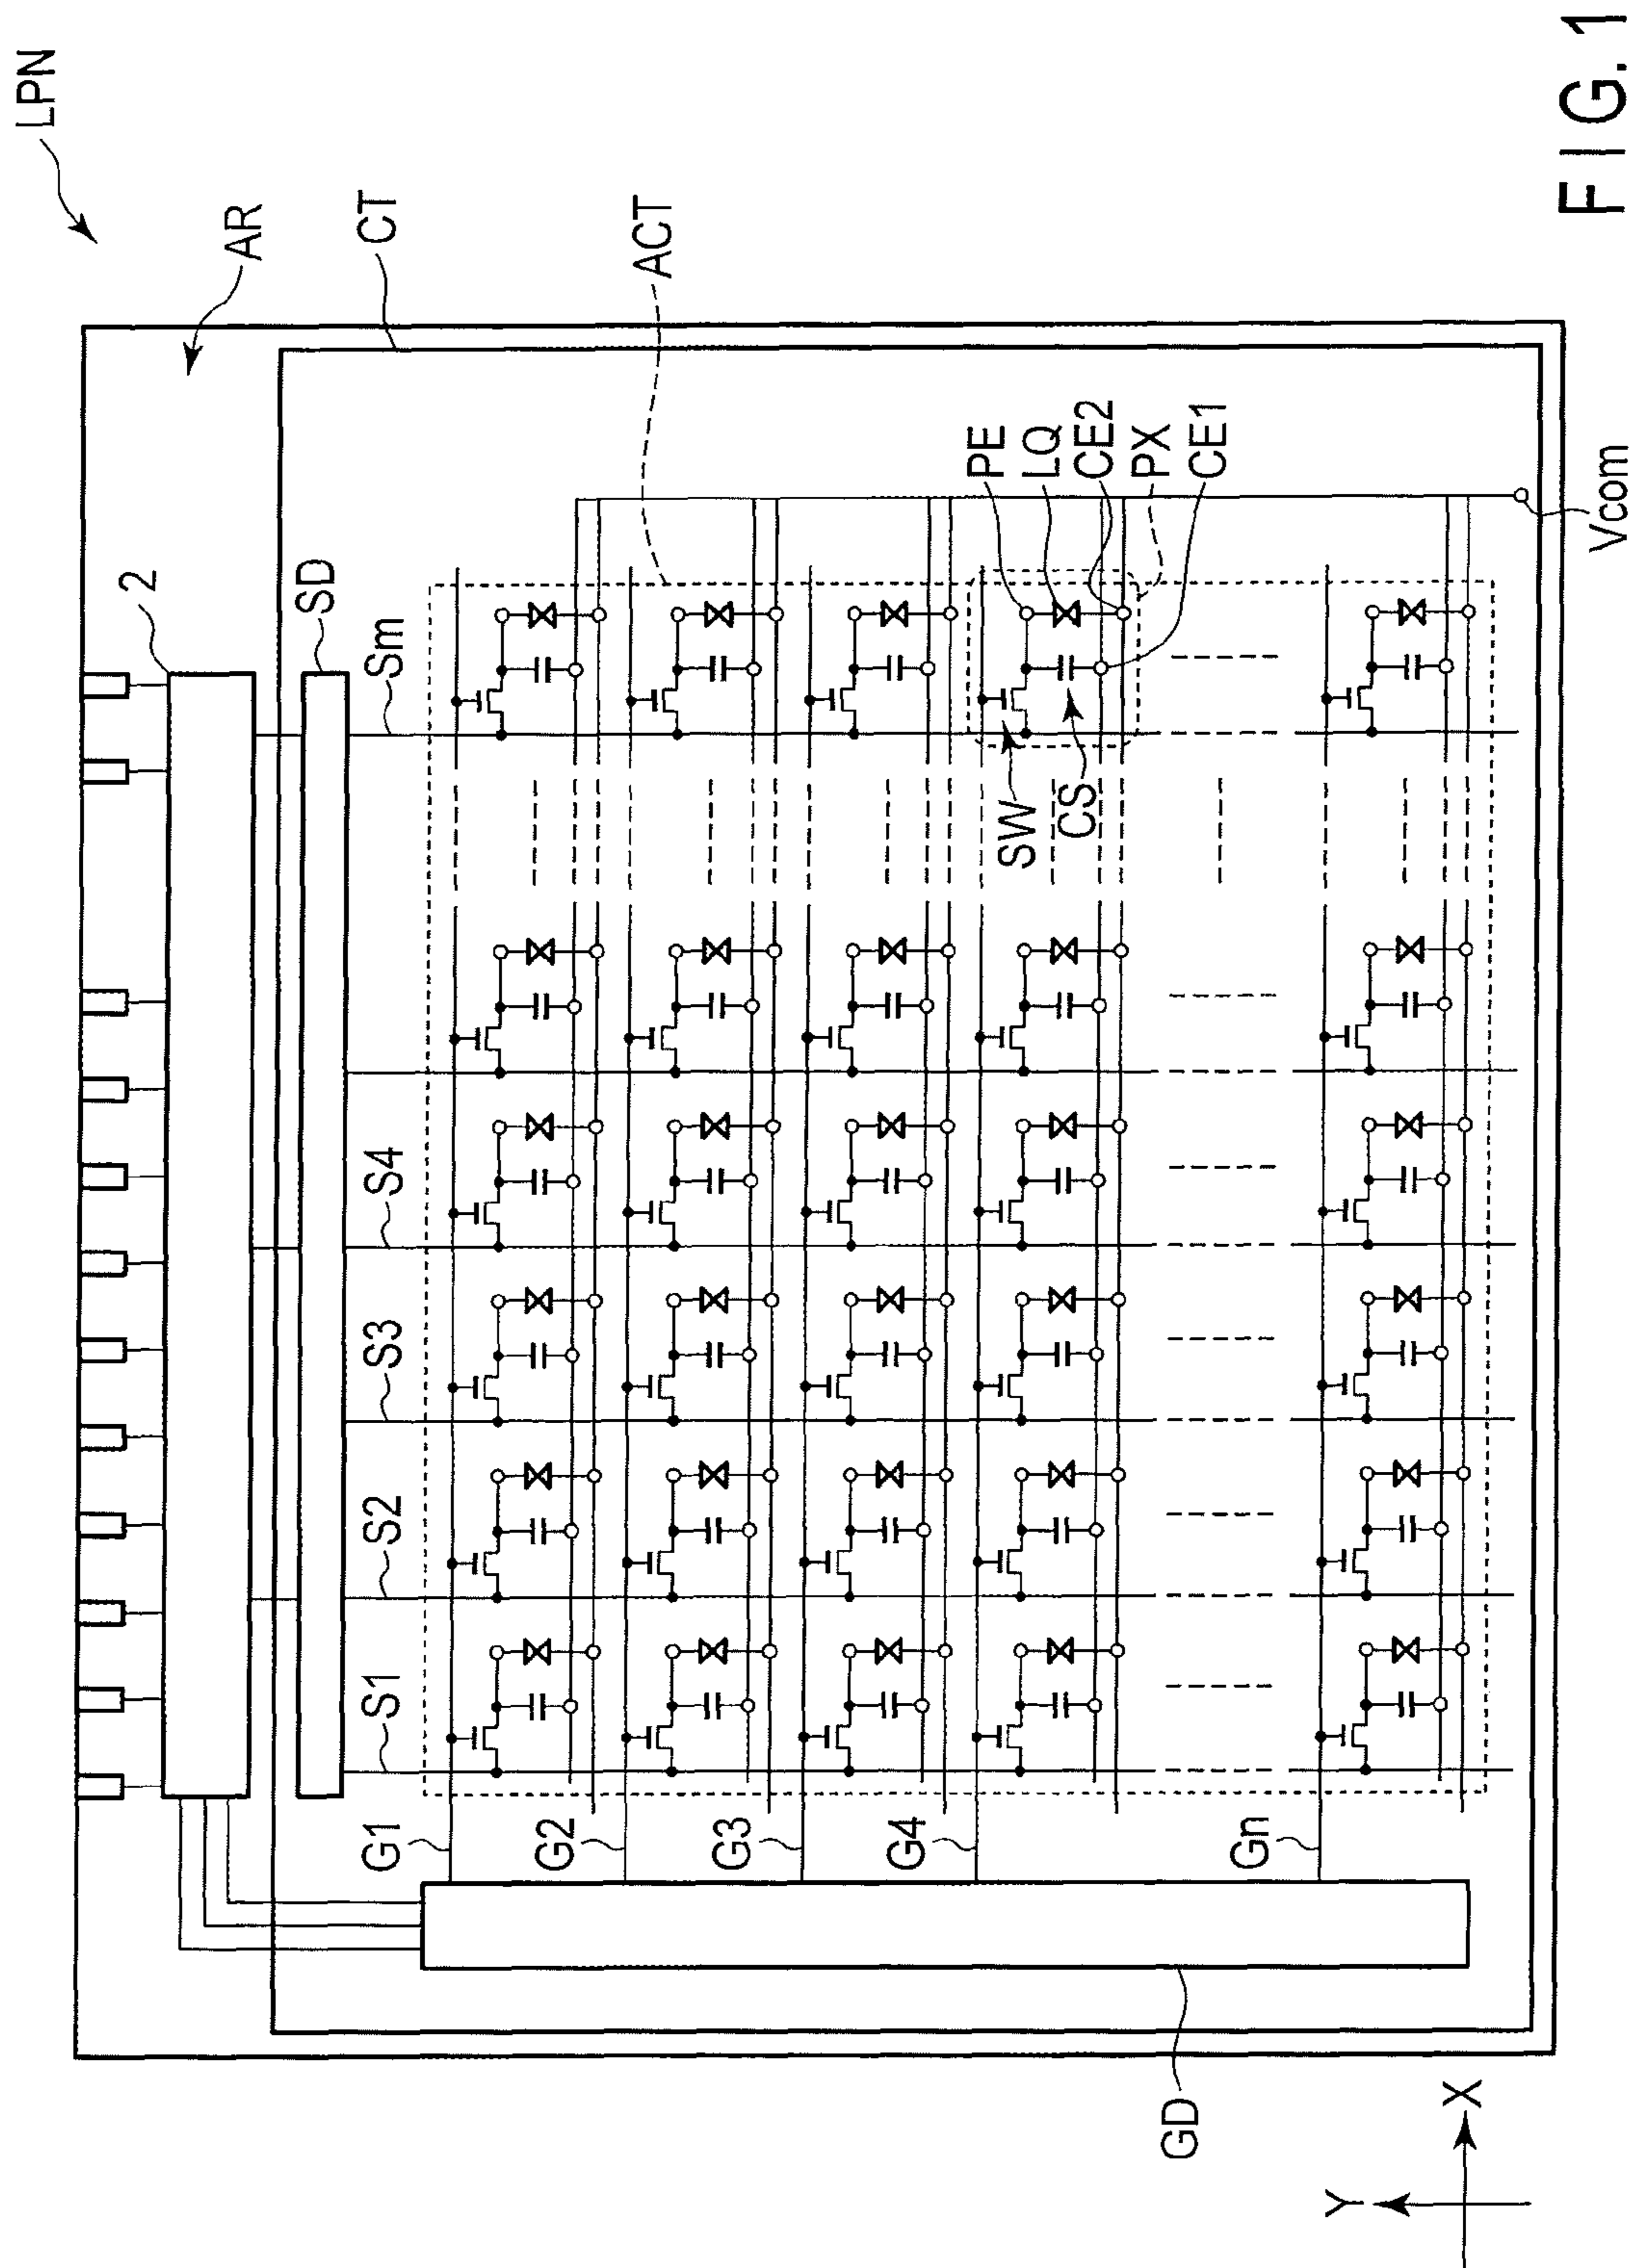 LPN
AR
CT
ACT
2
SD
Sm
S4
S3
S2
S1
PE
LQ
CE2
PX
CE1
SW
CS
Vcom
G1
G2
G3
G4
Gn
GD
Y
X
FIG. 1